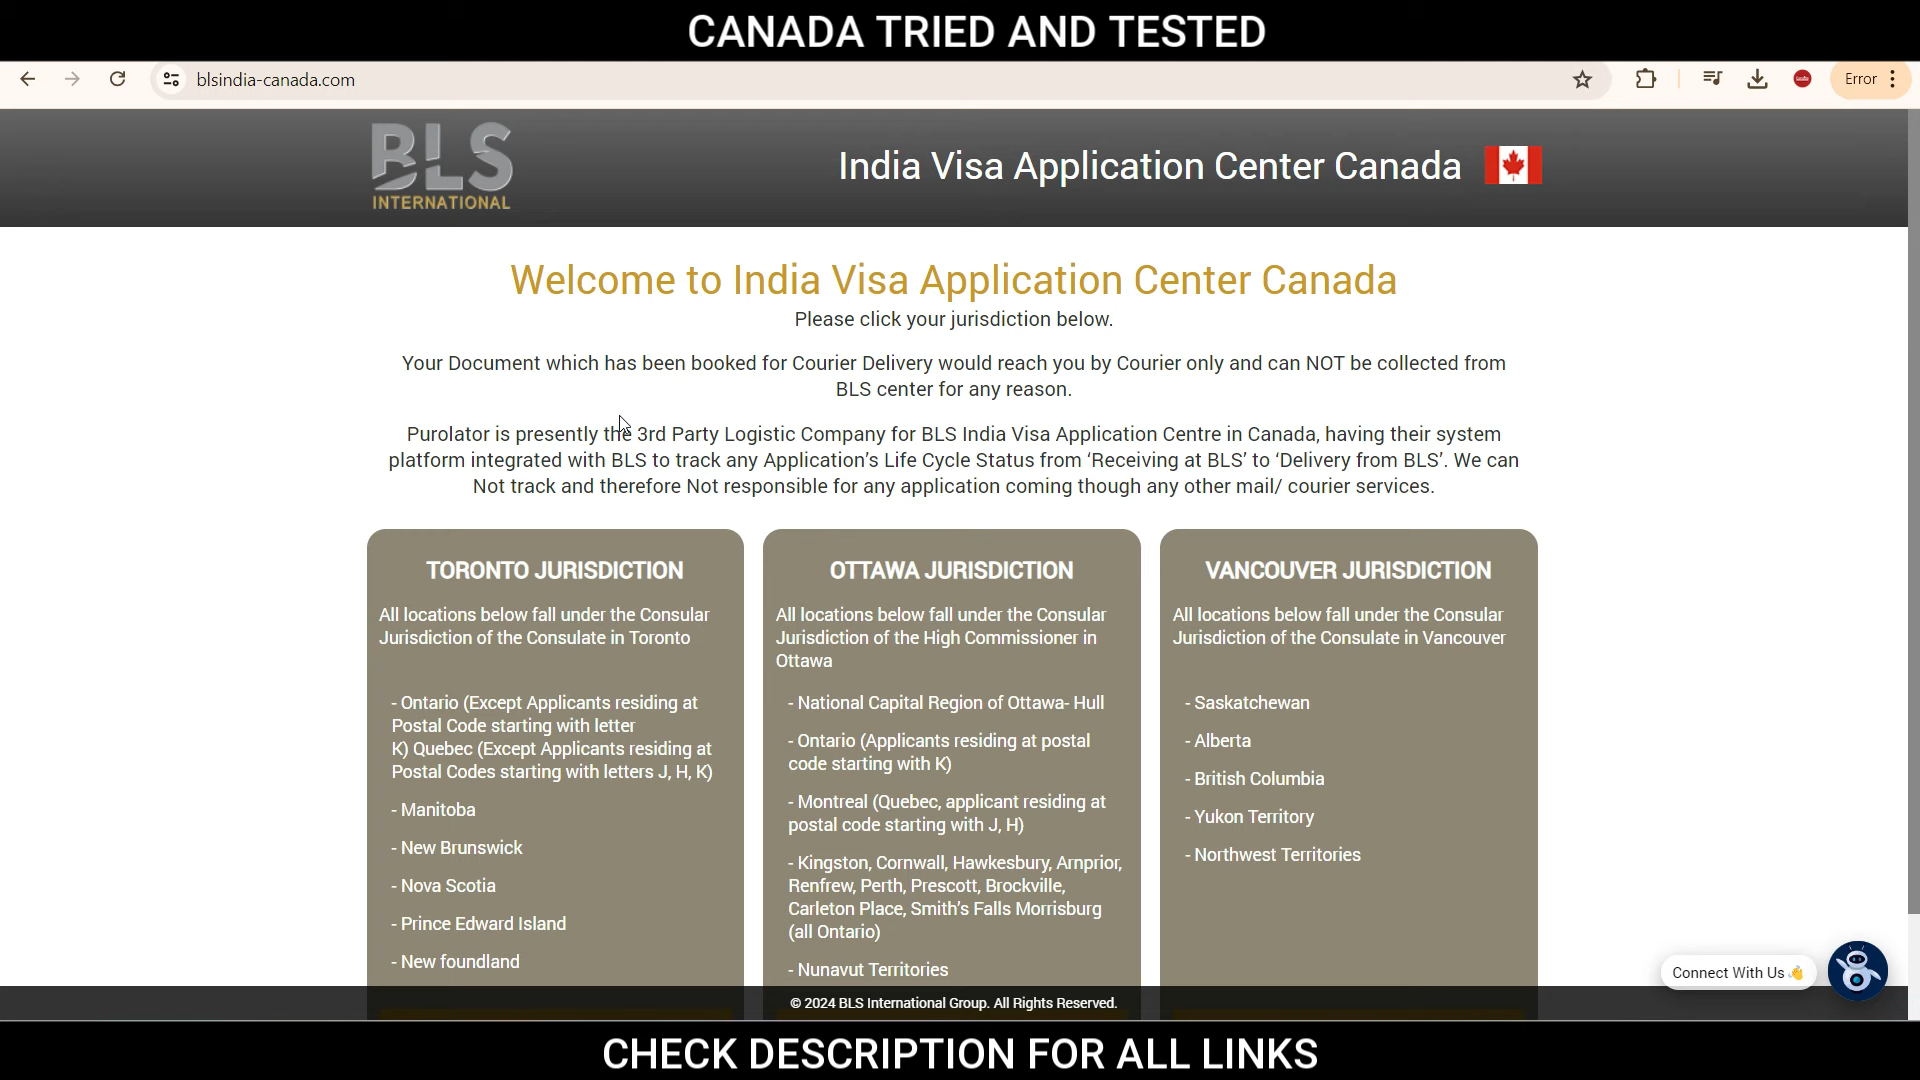 CANADA TRIED AND TESTED
blsindia-canada.com
Error
BLS
INTERNATIONAL
India Visa Application Center Canada
Welcome to India Visa Application Center Canada
Please click your jurisdiction below.
Your Document which has been booked for Courier Delivery would reach you by Courier only and can NOT be collected from
BLS center for any reason.
Purolator is presently the 3rd Party Logistic Company for BLS India Visa Application Centre in Canada, having their system
platform integrated with BLS to track any Application’s Life Cycle Status from ‘Receiving at BLS’ to ‘Delivery from BLS’. We can
Not track and therefore Not responsible for any application coming though any other mail/ courier services.
TORONTO JURISDICTION
All locations below fall under the Consular
Jurisdiction of the Consulate in Toronto
- Ontario (Except Applicants residing at
Postal Code starting with letter
K) Quebec (Except Applicants residing at
Postal Codes starting with letters J, H, K)
- Manitoba
- New Brunswick
- Nova Scotia
- Prince Edward Island
- New foundland
OTTAWA JURISDICTION
All locations below fall under the Consular
Jurisdiction of the High Commissioner in
Ottawa
- National Capital Region of Ottawa- Hull
- Ontario (Applicants residing at postal
code starting with K)
- Montreal (Quebec, applicant residing at
postal code starting with J, H)
- Kingston, Cornwall, Hawkesbury, Arnprior,
Renfrew, Perth, Prescott, Brockville,
Carleton Place, Smith’s Falls Morrisburg
(all Ontario)
- Nunavut Territories
VANCOUVER JURISDICTION
All locations below fall under the Consular
Jurisdiction of the Consulate in Vancouver
- Saskatchewan
- Alberta
- British Columbia
- Yukon Territory
- Northwest Territories
Connect With Us 👋
© 2024 BLS International Group. All Rights Reserved.
CHECK DESCRIPTION FOR ALL LINKS